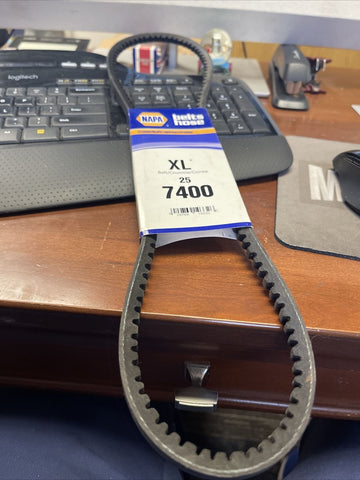 logitech
NAPA
belts
hose
XL
Belt/Courroie/Correa
25
7400
M